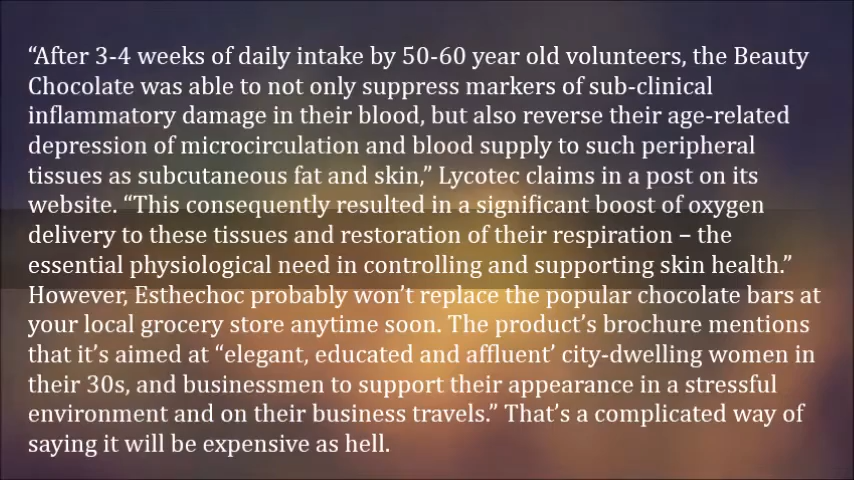 “After 3-4 weeks of daily intake by 50-60 year old volunteers, the Beauty
Chocolate was able to not only suppress markers of sub-clinical
inflammatory damage in their blood, but also reverse their age-related
depression of microcirculation and blood supply to such peripheral
tissues as subcutaneous fat and skin,” Lycotec claims in a post on its
website. “This consequently resulted in a significant boost of oxygen
delivery to these tissues and restoration of their respiration – the
essential physiological need in controlling and supporting skin health.”
However, Esthechoc probably won’t replace the popular chocolate bars at
your local grocery store anytime soon. The product’s brochure mentions
that it’s aimed at “elegant, educated and affluent’ city-dwelling women in
their 30s, and businessmen to support their appearance in a stressful
environment and on their business travels.” That’s a complicated way of
saying it will be expensive as hell.